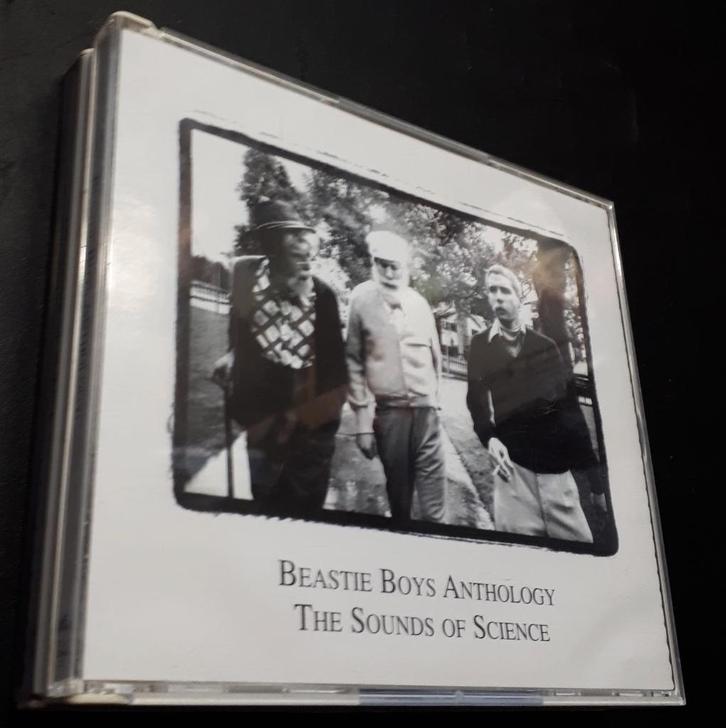 Beastie Boys Anthology
The Sounds of Science